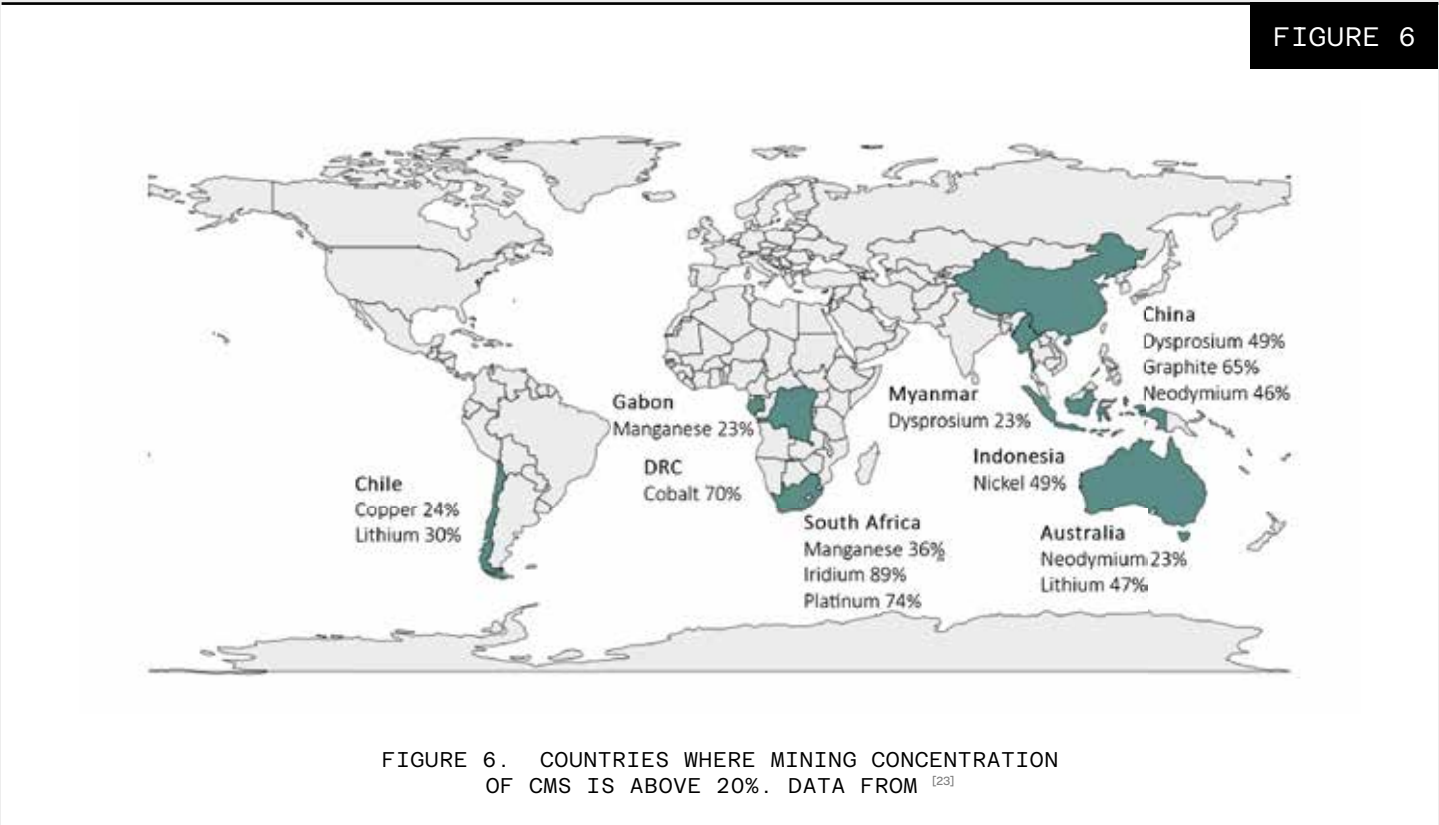 FIGURE 6
China
Dysprosium 49%
Graphite 65%
Neodymium 46%
Gabon
Manganese 23%
Myanmar
Dysprosium 23%
DRC
Cobalt 70%
Indonesia
Nickel 49%
Chile
Copper 24%
Lithium 30%
South Africa
Manganese 36%
Iridium 89%
Platinum 74%
Australia
Neodymium 23%
Lithium 47%
FIGURE 6. COUNTRIES WHERE MINING CONCENTRATION
OF CMS IS ABOVE 20%. DATA FROM [23]